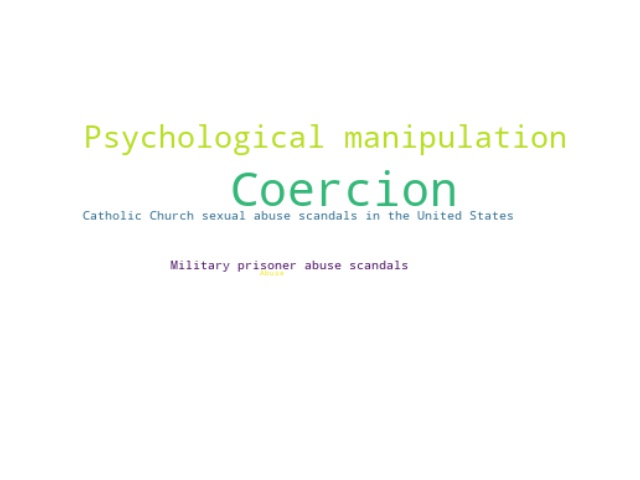 Psychological manipulation
Coercion
Catholic Church sexual abuse scandals in the United States
Military prisoner abuse scandals
Abuse